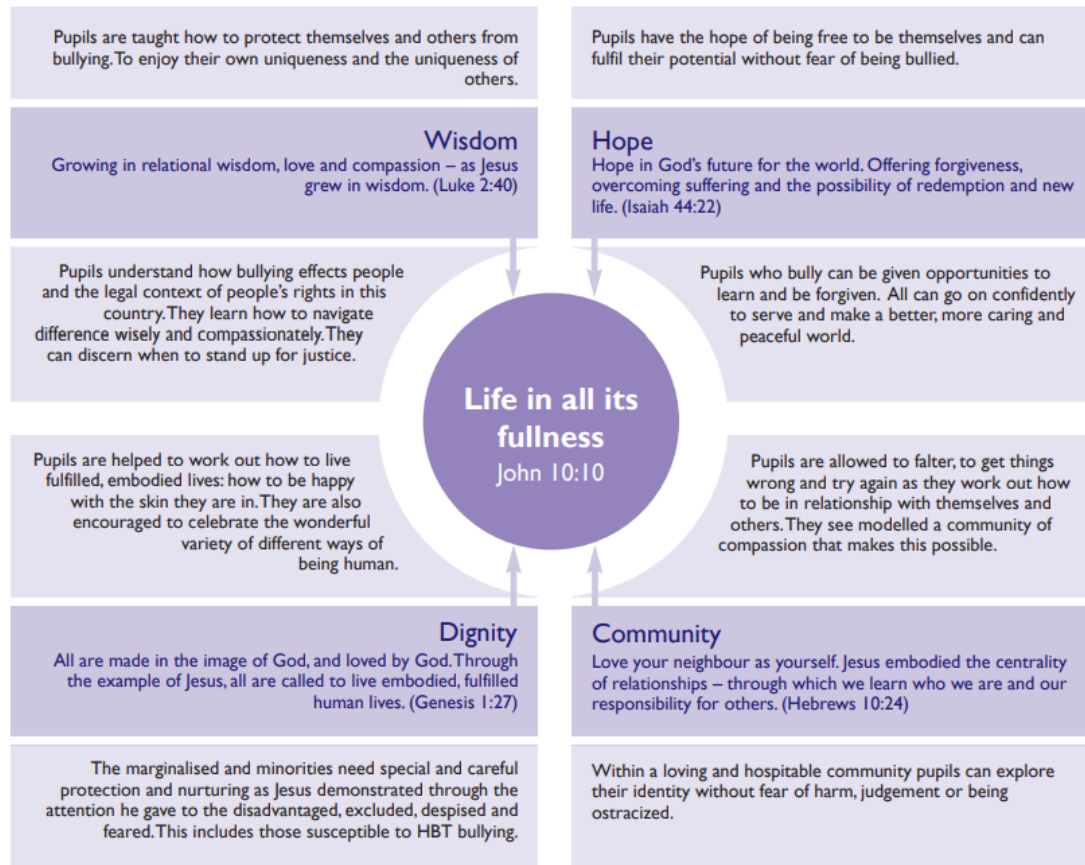 Pupils are taught how to protect themselves and others from
bullying. To enjoy their own uniqueness and the uniqueness of
others.
Wisdom
Growing in relational wisdom, love and compassion – as Jesus
grew in wisdom. (Luke 2:40)
Pupils understand how bullying effects people
and the legal context of people's rights in this
country. They learn how to navigate
difference wisely and compassionately. They
can discern when to stand up for justice.
Pupils have the hope of being free to be themselves and can
fulfil their potential without fear of being bullied.
Hope
Hope in God's future for the world. Offering forgiveness,
overcoming suffering and the possibility of redemption and new
life. (Isaiah 44:22)
Pupils who bully can be given opportunities to
learn and be forgiven. All can go on confidently
to serve and make a better, more caring and
peaceful world.
Life in all its
fullness
John 10:10
Pupils are helped to work out how to live
fulfilled, embodied lives: how to be happy
with the skin they are in. They are also
encouraged to celebrate the wonderful
variety of different ways of
being human.
Dignity
All are made in the image of God, and loved by God. Through
the example of Jesus, all are called to live embodied, fulfilled
human lives. (Genesis 1:27)
The marginalised and minorities need special and careful
protection and nurturing as Jesus demonstrated through the
attention he gave to the disadvantaged, excluded, despised and
feared. This includes those susceptible to HBT bullying.
Pupils are allowed to falter, to get things
wrong and try again as they work out how
to be in relationship with themselves and
others. They see modelled a community of
compassion that makes this possible.
Community
Love your neighbour as yourself. Jesus embodied the centrality
of relationships – through which we learn who we are and our
responsibility for others. (Hebrews 10:24)
Within a loving and hospitable community pupils can explore
their identity without fear of harm, judgement or being
ostracized.